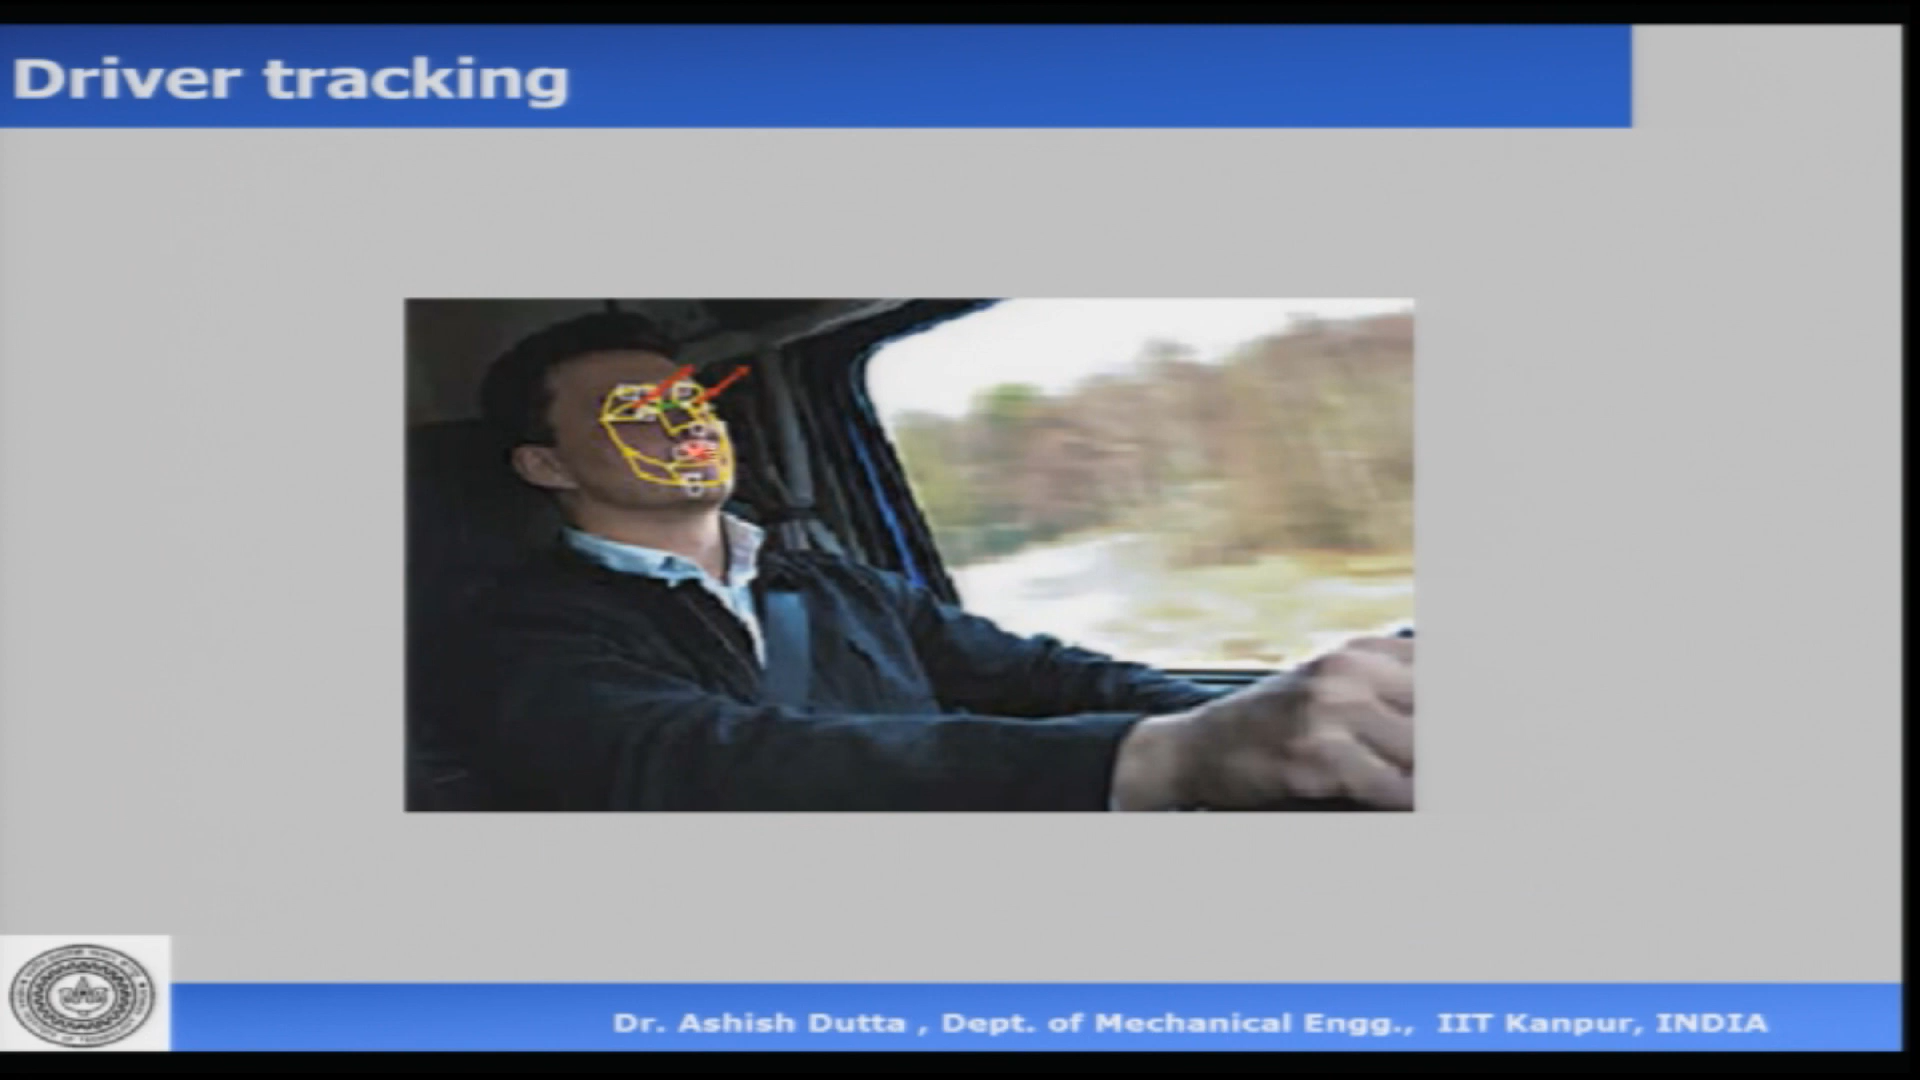 Driver tracking
Dr. Ashish Dutta , Dept. of Mechanical Engg., IIT Kanpur, INDIA